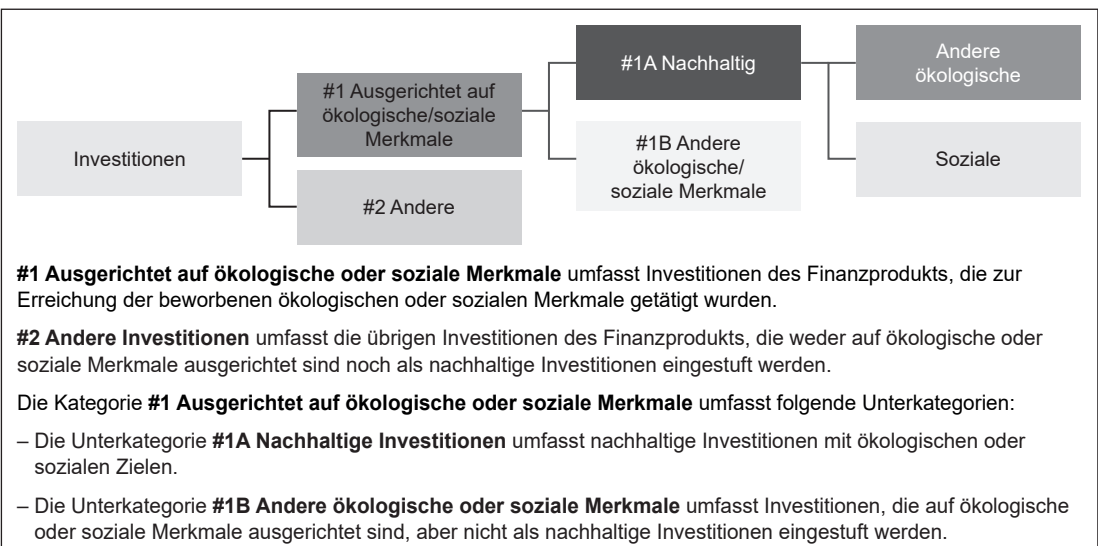 Investitionen
#1 Ausgerichtet auf
ökologische/soziale
Merkmale
#2 Andere
#1A Nachhaltig
#1B Andere
ökologische/
soziale Merkmale
Andere
ökologische
Soziale
#1 Ausgerichtet auf ökologische oder soziale Merkmale umfasst Investitionen des Finanzprodukts, die zur
Erreichung der beworbenen ökologischen oder sozialen Merkmale getätigt wurden.
#2 Andere Investitionen umfasst die übrigen Investitionen des Finanzprodukts, die weder auf ökologische oder
soziale Merkmale ausgerichtet sind noch als nachhaltige Investitionen eingestuft werden.
Die Kategorie #1 Ausgerichtet auf ökologische oder soziale Merkmale umfasst folgende Unterkategorien:
– Die Unterkategorie #1A Nachhaltige Investitionen umfasst nachhaltige Investitionen mit ökologischen oder
sozialen Zielen.
– Die Unterkategorie #1B Andere ökologische oder soziale Merkmale umfasst Investitionen, die auf ökologische
oder soziale Merkmale ausgerichtet sind, aber nicht als nachhaltige Investitionen eingestuft werden.